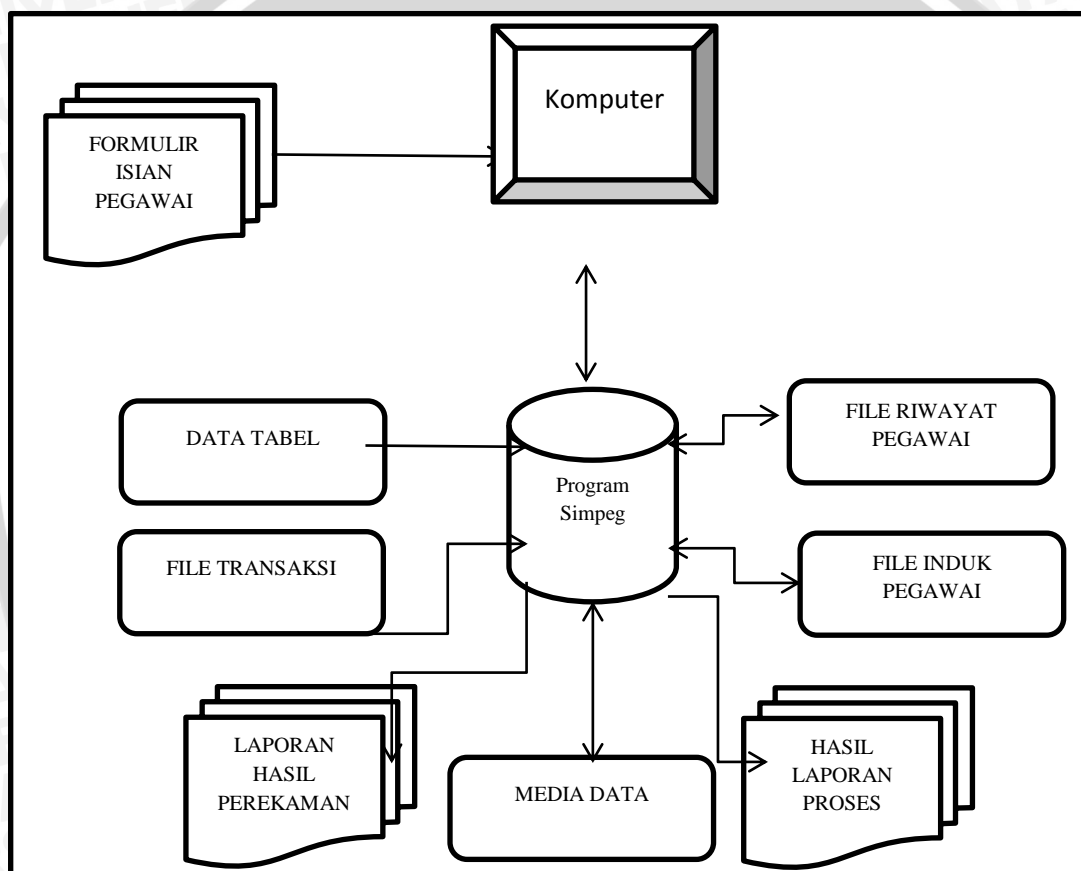 Komputer
FORMULIR
ISIAN
PEGAWAI
DATA TABEL
FILE RIWAYAT
PEGAWAI
Program
Simpeg
FILE TRANSAKSI
FILE INDUK
PEGAWAI
LAPORAN
HASIL
PEREKAMAN
MEDIA DATA
HASIL
LAPORAN
PROSES